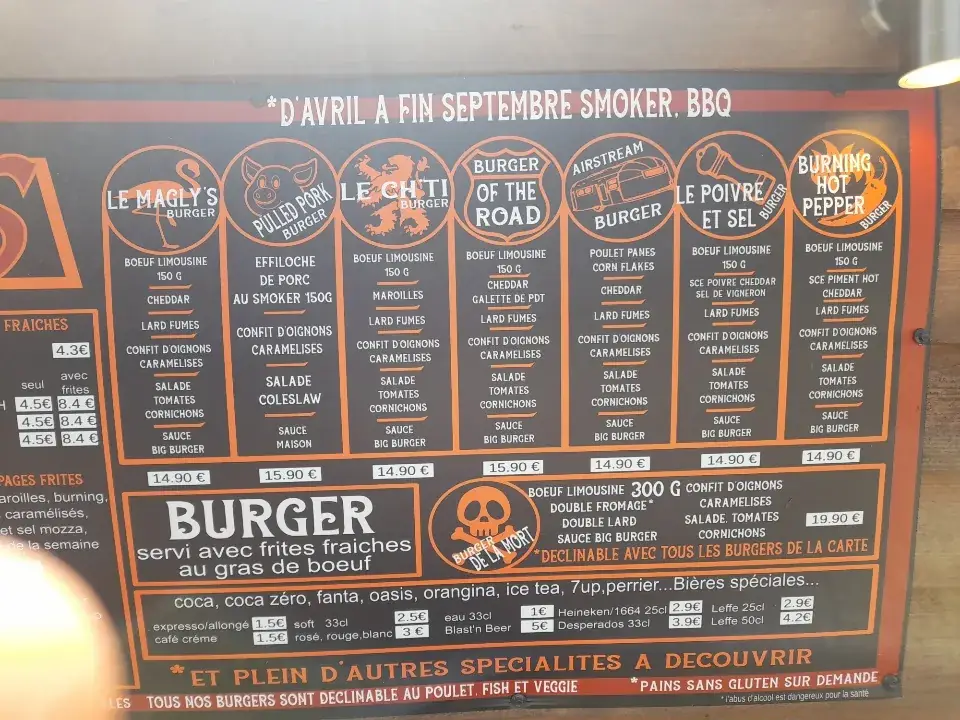 *D'AVRIL A FIN SEPTEMBRE SMOKER, BBQ
LE MAGLY'S
BURGER
BOEUF LIMOUSINE
150 G
CHEDDAR
LARD FUMES
CONFIT D'OIGNONS
CARAMELISES
SALADE
TOMATES
CORNICHONS
SAUCE
BIG BURGER
14.90 €
PULLED PORK
BURGER
EFFILOCHE
DE PORC
AU SMOKER 150G
CONFIT D'OIGNONS
CARAMELISES
SALADE
COLESLAW
SAUCE
MAISON
15.90 €
LE CH'TI
BURGER
BOEUF LIMOUSINE
150 G
MAROILLES
LARD FUMES
CONFIT D'OIGNONS
CARAMELISES
SALADE
TOMATES
CORNICHONS
SAUCE
BIG BURGER
14.90 €
BURGER
OF THE
ROAD
BOEUF LIMOUSINE
150 G
CHEDDAR
GALETTE DE PDT
LARD FUMES
CONFIT D'OIGNONS
CARAMELISES
SALADE
TOMATES
CORNICHONS
SAUCE
BIG BURGER
15.90 €
AIRSTREAM
BURGER
POULET PANES
CORN FLAKES
CHEDDAR
LARD FUMES
CONFIT D'OIGNONS
CARAMELISES
SALADE
TOMATES
CORNICHONS
SAUCE
BIG BURGER
14.90 €
LE POIVRE
ET SEL
BURGER
BOEUF LIMOUSINE
150 G
SCE POIVRE CHEDDAR
SEL DE VIGNERON
LARD FUMES
CONFIT D'OIGNONS
CARAMELISES
SALADE
TOMATES
CORNICHONS
SAUCE
BIG BURGER
14.90 €
BURNING
HOT
PEPPER
BURGER
BOEUF LIMOUSINE
150 G
SCE PIMENT HOT
CHEDDAR
LARD FUMES
CONFIT D'OIGNONS
CARAMELISES
SALADE
TOMATES
CORNICHONS
SAUCE
BIG BURGER
14.90 €
S
FRAICHES
4.3€
seul avec
frites
H 4.5€ 8.4 €
4.5€ 8.4 €
4.5€ 8.4 €
PAGES FRITES
aroilles, burning,
caramélisés,
et sel mozza,
de la semaine
BURGER
servi avec frites fraiches
au gras de boeuf
BURGER
DE LA MORT
BOEUF LIMOUSINE 300 G
DOUBLE FROMAGE*
DOUBLE LARD
SAUCE BIG BURGER
CONFIT D'OIGNONS
CARAMELISES
SALADE, TOMATES
CORNICHONS
19.90 €
*DECLINABLE AVEC TOUS LES BURGERS DE LA CARTE
coca, coca zéro, fanta, oasis, orangina, ice tea, 7up,perrier...Bières spéciales...
expresso/allongé 1.5€ soft 33cl 2.5€ eau 33cl 1€ Heineken/1664 25cl 2.9€ Leffe 25cl 2.9€
café créme 1.5€ rosé, rouge,blanc 3 € Blast'n Beer 5€ Desperados 33cl 3.9€ Leffe 50cl 4.2€
*ET PLEIN D'AUTRES SPECIALITES A DECOUVRIR
LES TOUS NOS BURGERS SONT DECLINABLE AU POULET, FISH ET VEGGIE *PAINS SANS GLUTEN SUR DEMANDE
* l'abus d'alcool est dangereux pour la santé